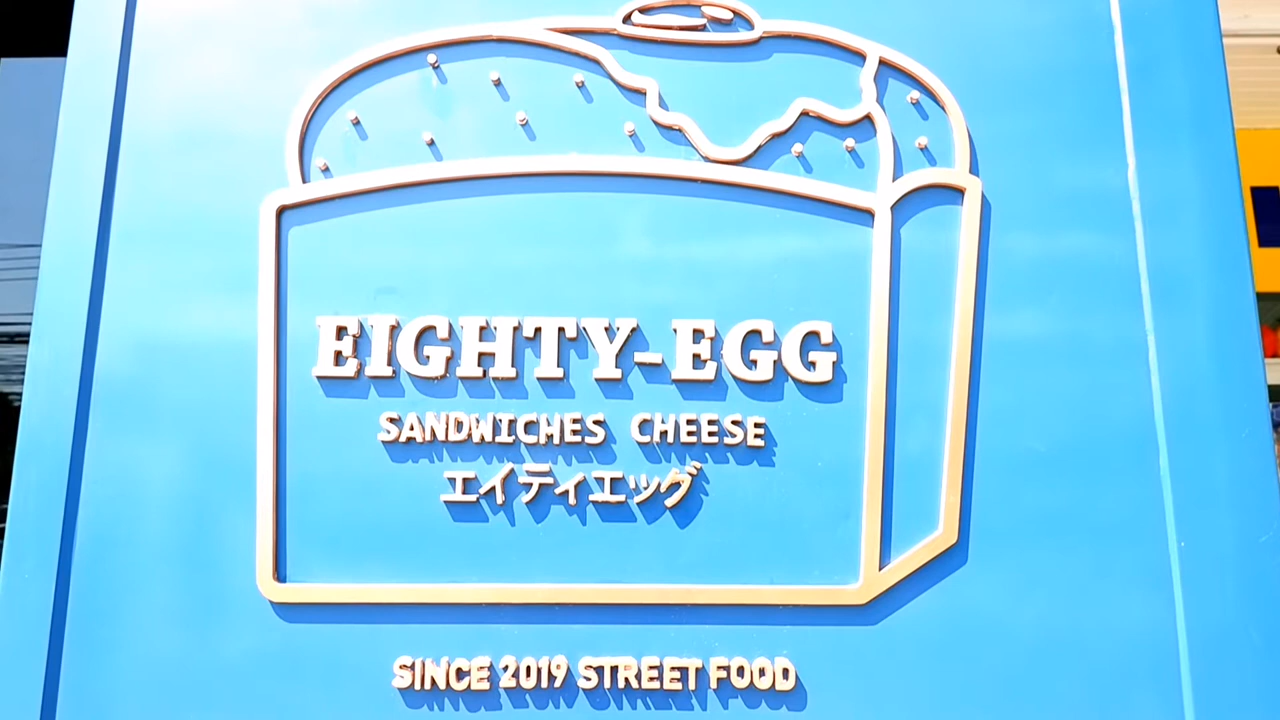 EIGHTY-EGG
SANDWICHES CHEESE
エイティエッグ
SINCE 2019 STREET FOOD